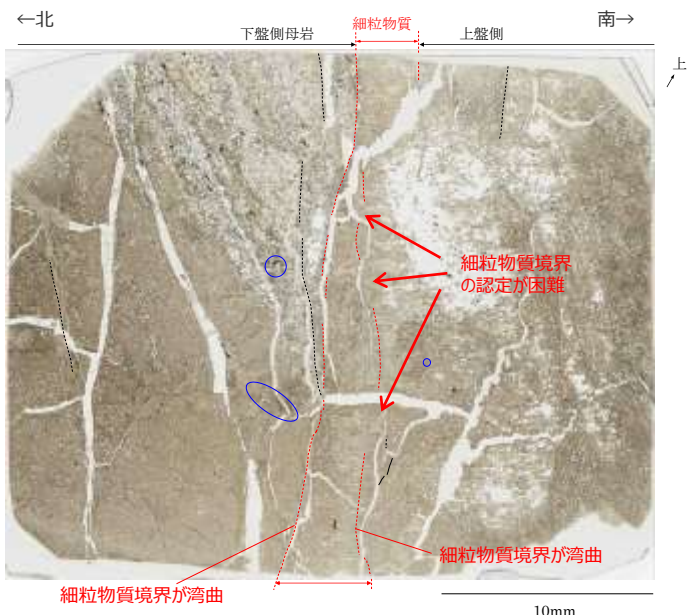 ←北
南→
細粒物質
下盤側母岩
上盤側
上
細粒物質境界
の認定が困難
細粒物質境界が湾曲
細粒物質境界が湾曲
10mm